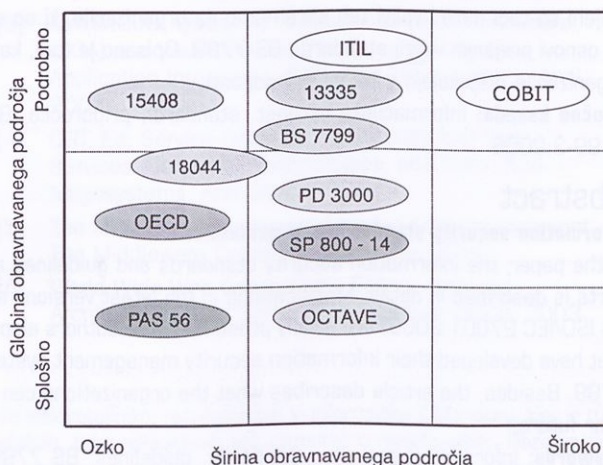 Globina obravnavanega področja
Podrobno
Splošno
ITIL
15408
13335
COBIT
BS 7799
18044
PD 3000
OECD
SP 800 - 14
PAS 56
OCTAVE
Ozko
Široko
Širina obravnavanega področja